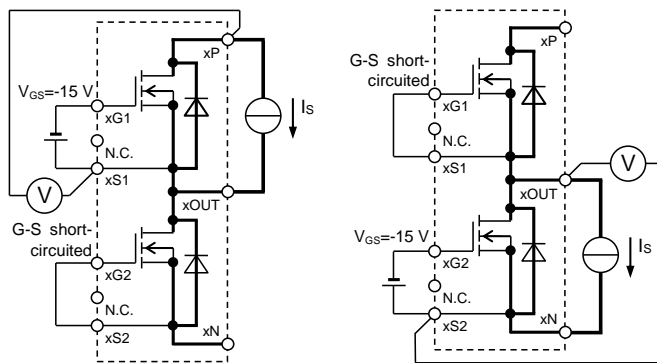 xP
VGS=-15 V
xG1
IS
N.C.
V
xS1
xOUT
G-S short-
circuited
xG2
N.C.
xS2
xN
xP
G-S short-
circuited
xG1
N.C.
xS1
V
xOUT
VGS=-15 V
xG2
IS
N.C.
xS2
xN